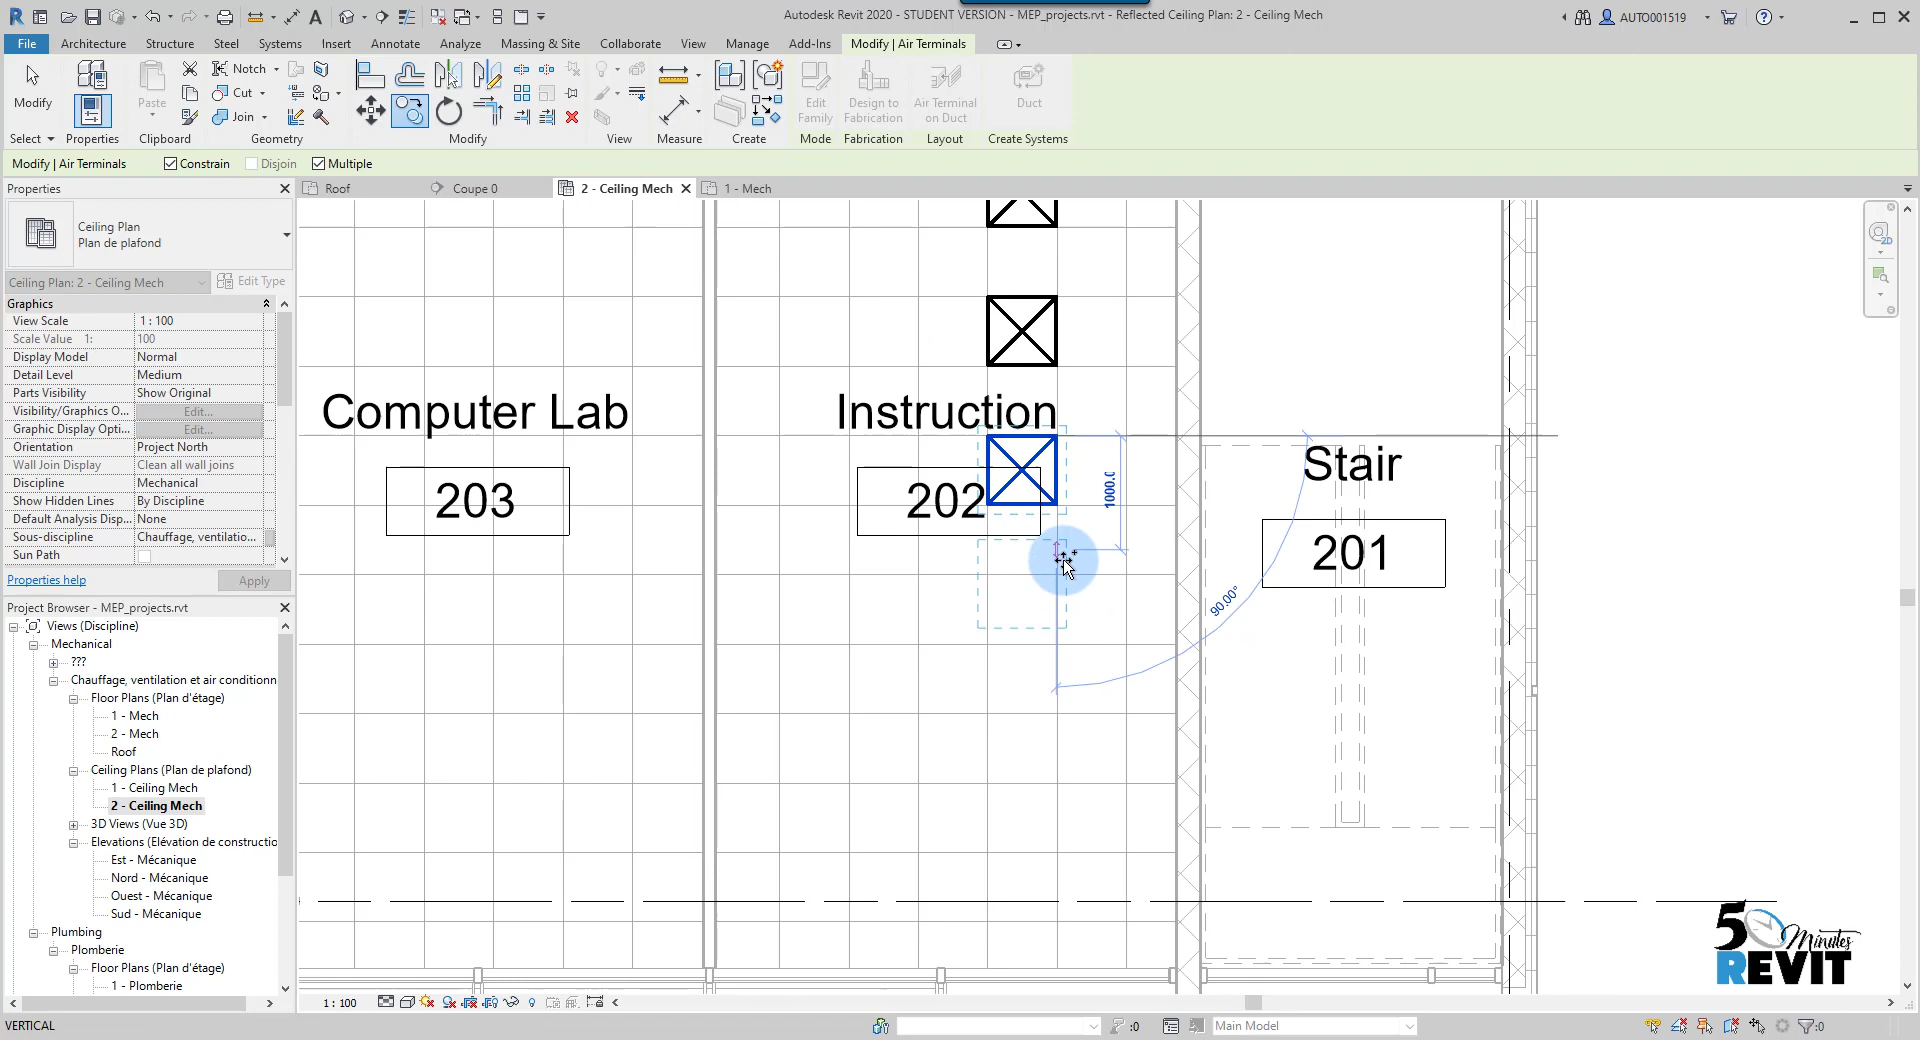 Autodesk Revit 2020 - STUDENT VERSION - MEP_projects.rvt - Reflected Ceiling Plan: 2 - Ceiling Mech
AUTO001519
File Architecture Structure Steel Systems Insert Annotate Analyze Massing & Site Collaborate View Manage Add-Ins Modify | Air Terminals
Modify
Paste
Notch
Cut
Join
Edit Family
Design to Fabrication
Air Terminal on Duct
Duct
Select Properties Clipboard Geometry Modify View Measure Create Mode Fabrication Layout Create Systems
Modify | Air Terminals Constrain Disjoin Multiple
Properties
Roof Coupe 0 2 - Ceiling Mech 1 - Mech
Ceiling Plan
Plan de plafond
Ceiling Plan: 2 - Ceiling Mech Edit Type
Graphics
View Scale 1 : 100
Scale Value 1: 100
Display Model Normal
Detail Level Medium
Parts Visibility Show Original
Visibility/Graphics O... Edit...
Graphic Display Opti... Edit...
Orientation Project North
Wall Join Display Clean all wall joins
Discipline Mechanical
Show Hidden Lines By Discipline
Default Analysis Disp... None
Sous-discipline Chauffage, ventilatio...
Sun Path
Properties help Apply
Project Browser - MEP_projects.rvt
Views (Discipline)
Mechanical
???
Chauffage, ventilation et air conditionn
Floor Plans (Plan d'étage)
1 - Mech
2 - Mech
Roof
Ceiling Plans (Plan de plafond)
1 - Ceiling Mech
2 - Ceiling Mech
3D Views (Vue 3D)
Elevations (Elévation de constructio
Est - Mécanique
Nord - Mécanique
Ouest - Mécanique
Sud - Mécanique
Plumbing
Plomberie
Floor Plans (Plan d'étage)
1 - Plomberie
Computer Lab
203
Instruction
202
Stair
201
1000.0
90.00°
2D
5 Minutes
REVIT
1 : 100
VERTICAL
:0
Main Model
:0